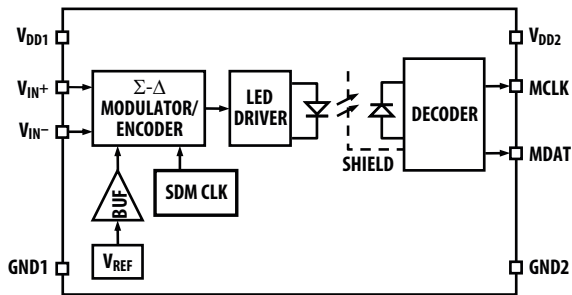 VDD1
VIN+
VIN–
GND1
Σ-Δ
MODULATOR/
ENCODER
BUF
VREF
SDM CLK
LED
DRIVER
SHIELD
DECODER
VDD2
MCLK
MDAT
GND2